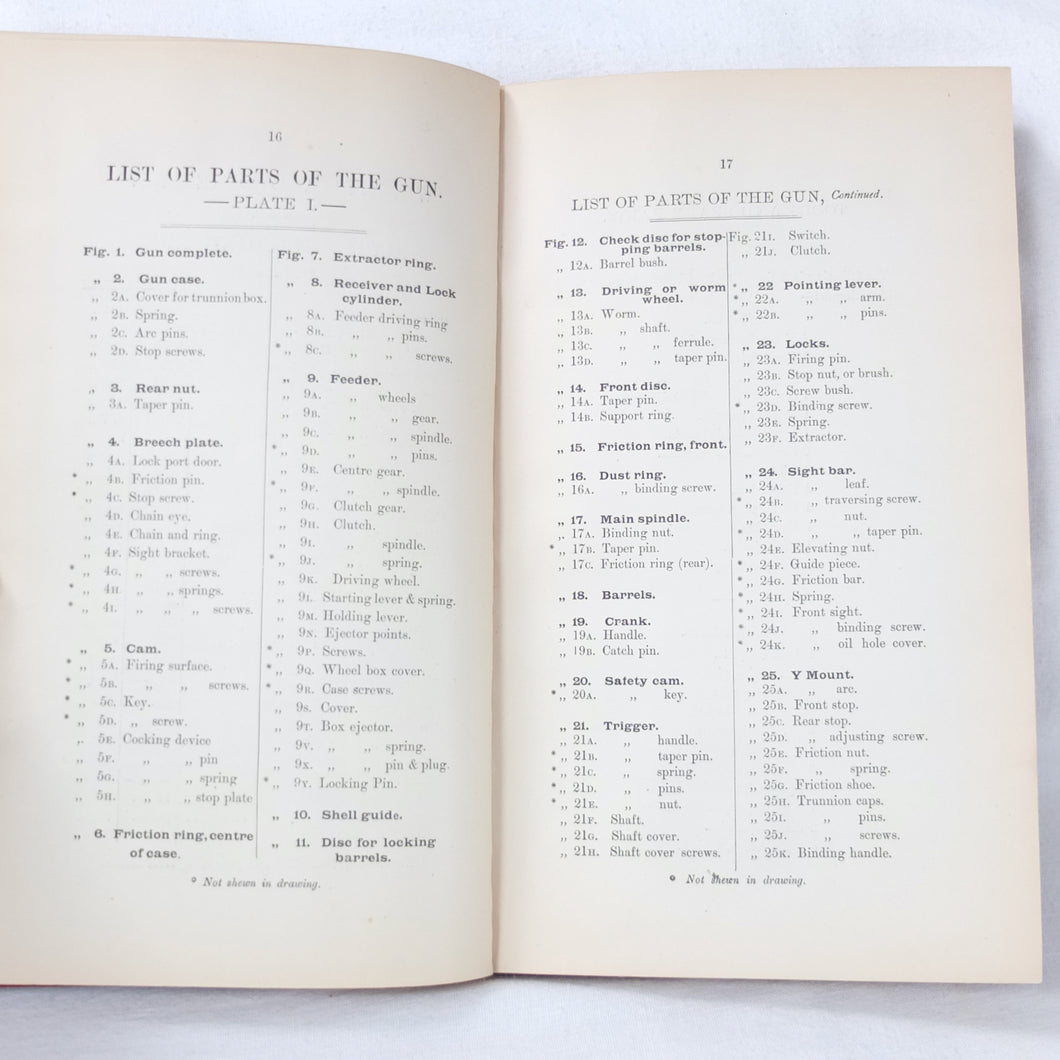 16
LIST OF PARTS OF THE GUN.
—PLATE I.—
Fig. 1. Gun complete.
„ 2. Gun case.
„ 2A. Cover for trunnion box.
„ 2B. Spring.
„ 2C. Arc pins.
„ 2D. Stop screws.
„ 3. Rear nut.
„ 3A. Taper pin.
„ 4. Breech plate.
„ 4A. Lock port door.
* „ 4B. Friction pin.
* „ 4C. Stop screw.
„ 4D. Chain eye.
„ 4E. Chain and ring.
„ 4F. Sight bracket.
* „ 4G. „ „ screws.
* „ 4H „ „ springs.
* „ 4I. „ „ „ screws.
„ 5. Cam.
* „ 5A. Firing surface.
* „ 5B. „ „ screws.
* „ 5C. Key.
* „ 5D. „ screw.
„ 5E. Cocking device
„ 5F. „ „ pin
„ 5G. „ „ spring
„ 5H. „ „ stop plate
„ 6. Friction ring, centre
of case.
Fig. 7. Extractor ring.
„ 8. Receiver and Lock
cylinder.
„ 8A. Feeder driving ring
„ 8B. „ „ pins.
* „ 8C. „ „ screws.
„ 9. Feeder.
„ 9A. „ wheels
„ 9B. „ „ gear.
„ 9C. „ „ spindle.
* „ 9D. „ „ pins.
„ 9E. Centre gear.
* „ 9F. „ „ spindle.
„ 9G. Clutch gear.
„ 9H. Clutch.
„ 9I. „ spindle.
* „ 9J. „ spring.
„ 9K. Driving wheel.
„ 9L. Starting lever & spring.
„ 9M. Holding lever.
„ 9N. Ejector points.
* „ 9P. Screws.
* „ 9Q. Wheel box cover.
* „ 9R. Case screws.
„ 9S. Cover.
„ 9T. Box ejector.
„ 9V. „ „ spring.
„ 9X. „ „ pin & plug.
* „ 9Y. Locking Pin.
„ 10. Shell guide.
„ 11. Disc for locking
barrels.
* Not shewn in drawing.
17
LIST OF PARTS OF THE GUN, Continued.
Fig. 12. Check disc for stop-
ping barrels.
„ 12A. Barrel bush.
„ 13. Driving or worm
wheel.
„ 13A. Worm.
„ 13B. „ shaft.
„ 13C. „ „ ferrule.
„ 13D. „ „ taper pin.
„ 14. Front disc.
„ 14A. Taper pin.
„ 14B. Support ring.
„ 15. Friction ring, front.
„ 16. Dust ring.
„ 16A. „ binding screw.
„ 17. Main spindle.
„ 17A. Binding nut.
* „ 17B. Taper pin.
„ 17C. Friction ring (rear).
„ 18. Barrels.
„ 19. Crank.
„ 19A. Handle.
„ 19B. Catch pin.
„ 20. Safety cam.
* „ 20A. „ key.
„ 21. Trigger.
„ 21A. „ handle.
* „ 21B. „ taper pin.
* „ 21C. „ spring.
* „ 21D. „ pins.
* „ 21E. „ nut.
„ 21F. Shaft.
„ 21G. Shaft cover.
„ 21H. Shaft cover screws.
Fig. 21I. Switch.
„ 21J. Clutch.
* „ 22 Pointing lever.
* „ 22A. „ „ arm.
* „ 22B. „ „ pins.
„ 23. Locks.
„ 23A. Firing pin.
„ 23B. Stop nut, or brush.
„ 23C. Screw bush.
* „ 23D. Binding screw.
„ 23E. Spring.
„ 23F. Extractor.
„ 24. Sight bar.
„ 24A. „ leaf.
* „ 24B. „ traversing screw.
„ 24C. „ nut.
* „ 24D. „ „ taper pin.
„ 24E. Elevating nut.
* „ 24F. Guide piece.
* „ 24G. Friction bar.
* „ 24H. Spring.
* „ 24I. Front sight.
* „ 24J. „ binding screw.
* „ 24K. „ oil hole cover.
„ 25. Y Mount.
„ 25A. „ arc.
„ 25B. Front stop.
„ 25C. Rear stop.
„ 25D. „ adjusting screw.
„ 25E. Friction nut.
„ 25F. „ spring.
„ 25G. Friction shoe.
„ 25H. Trunnion caps.
„ 25I. „ pins.
„ 25J. „ screws.
„ 25K. Binding handle.
* Not shewn in drawing.